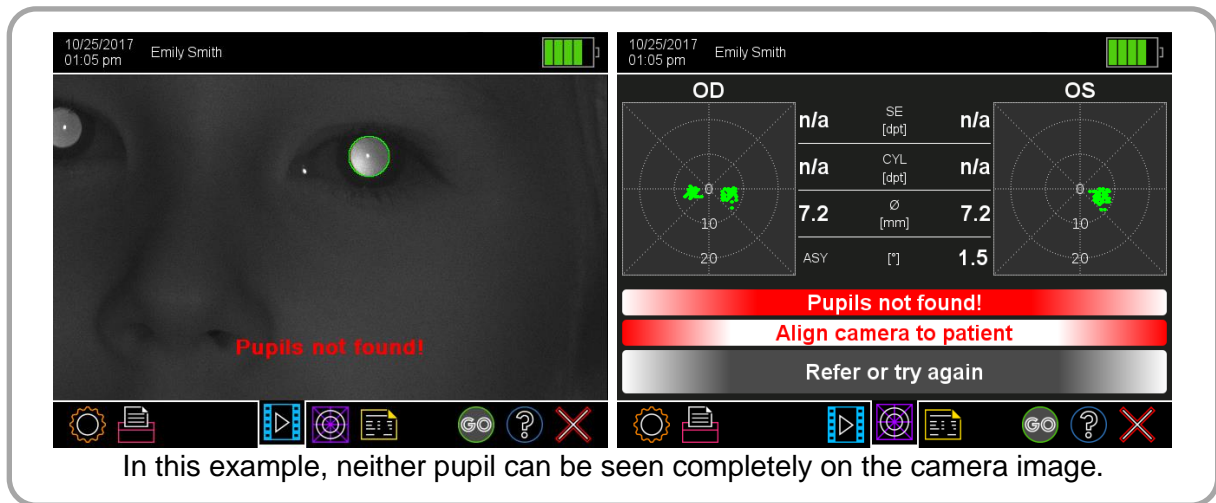 10/25/2017
01:05 pm
Emily Smith
Pupils not found!
GO
?
10/25/2017
01:05 pm
Emily Smith
OD
OS
0
10
20
n/a SE [dpt] n/a
n/a CYL [dpt] n/a
7.2 Ø [mm] 7.2
ASY [°] 1.5
0
10
20
Pupils not found!
Align camera to patient
Refer or try again
GO
?
In this example, neither pupil can be seen completely on the camera image.